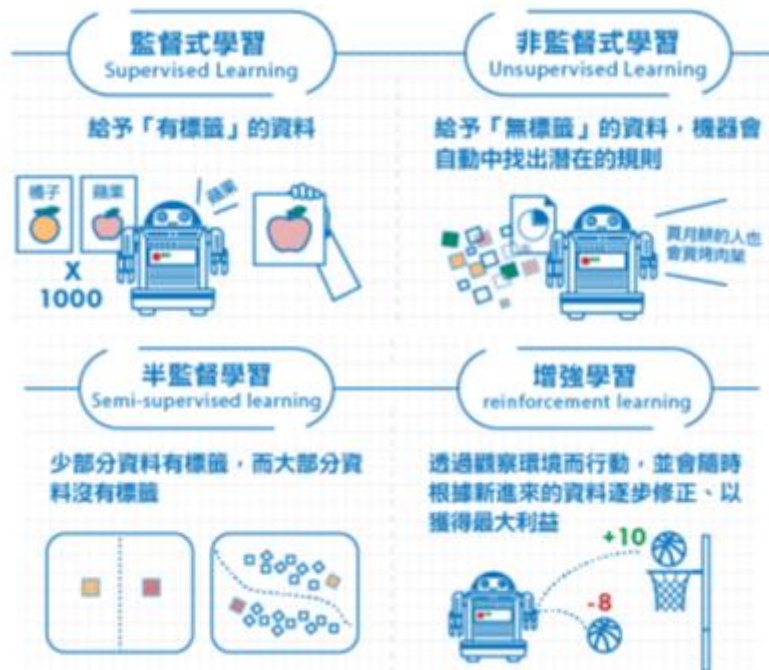 監督式學習
Supervised Learning
給予「有標籤」的資料
橘子
蘋果
蘋果
X
1000
非監督式學習
Unsupervised Learning
給予「無標籤」的資料，機器會
自動中找出潛在的規則
買月餅的人也
會買烤肉架
半監督學習
Semi-supervised learning
少部分資料有標籤，而大部分資
料沒有標籤
增強學習
reinforcement learning
透過觀察環境而行動，並會隨時
根據新進來的資料逐步修正、以
獲得最大利益
+10
-8